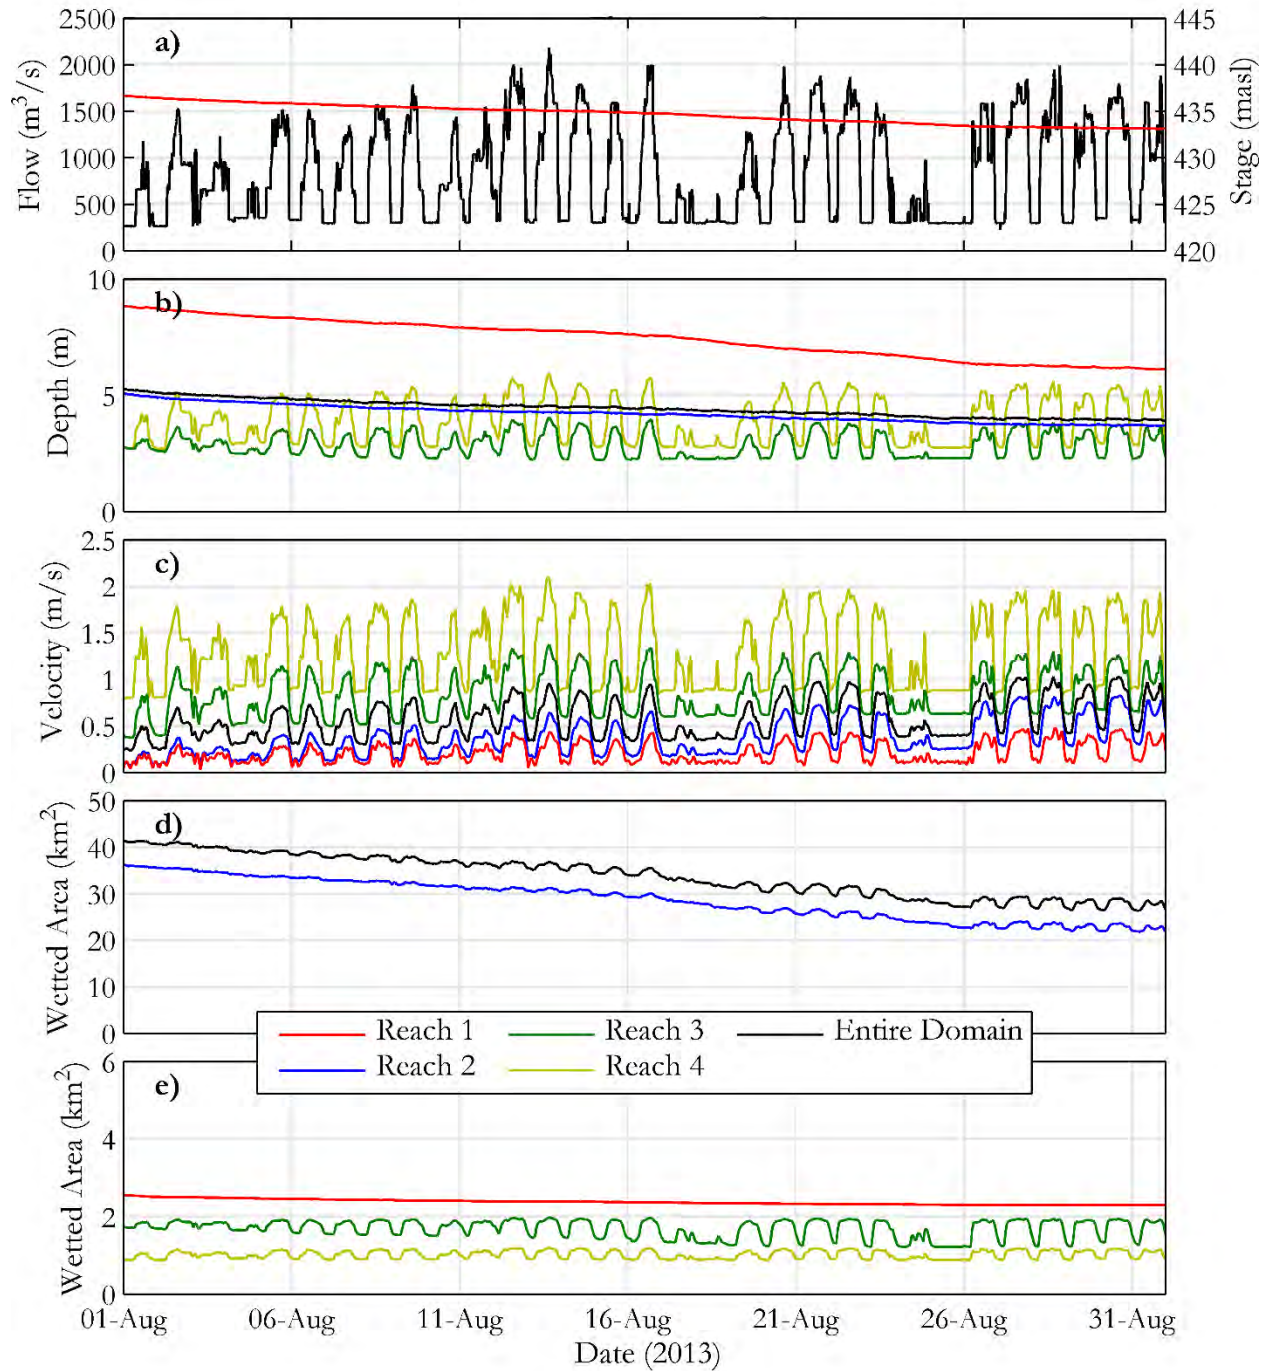 a)
Flow (m³/s)
2500
2000
1500
1000
500
0
Stage (masl)
445
440
435
430
425
420
b)
Depth (m)
10
5
0
c)
Velocity (m/s)
2.5
2
1.5
1
0.5
0
d)
Wetted Area (km²)
50
40
30
20
10
0
Reach 1 Reach 3 Entire Domain
Reach 2 Reach 4
e)
Wetted Area (km²)
6
4
2
0
01-Aug 06-Aug 11-Aug 16-Aug 21-Aug 26-Aug 31-Aug
Date (2013)